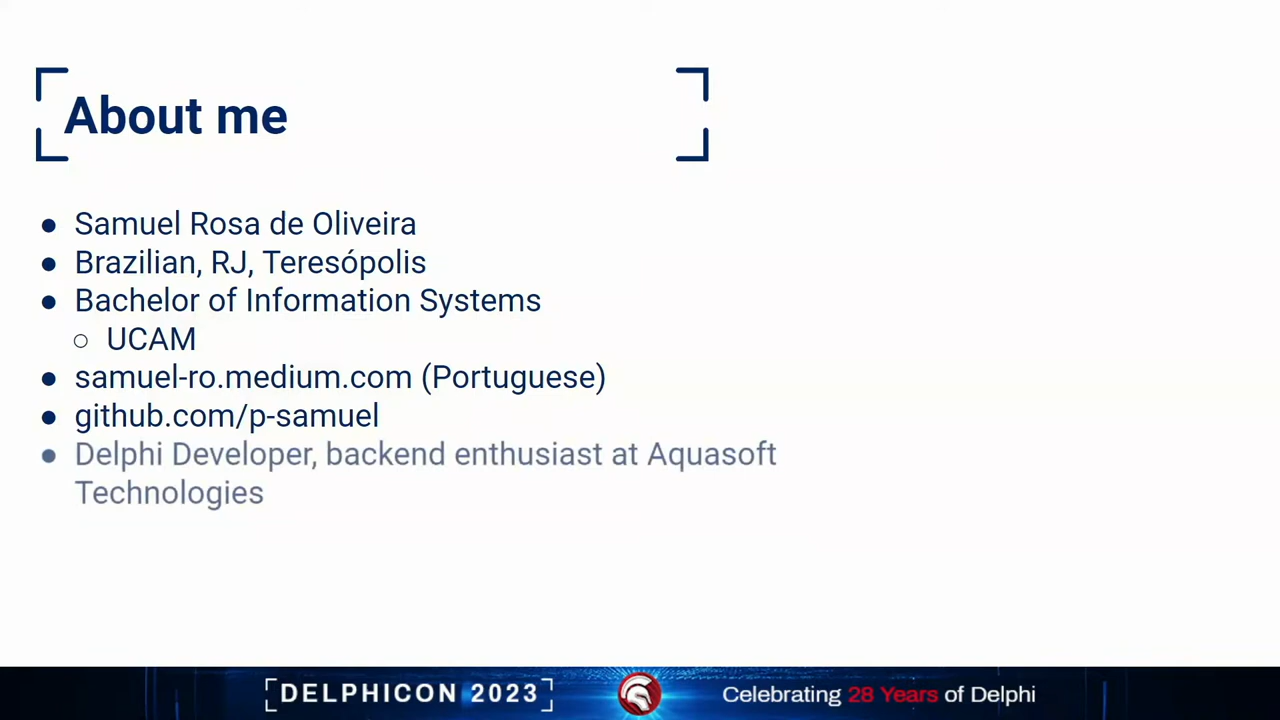 About me
● Samuel Rosa de Oliveira
● Brazilian, RJ, Teresópolis
● Bachelor of Information Systems
○ UCAM
● samuel-ro.medium.com (Portuguese)
● github.com/p-samuel
● Delphi Developer, backend enthusiast at Aquasoft
Technologies
[DELPHICON 2023]
Celebrating 28 Years of Delphi